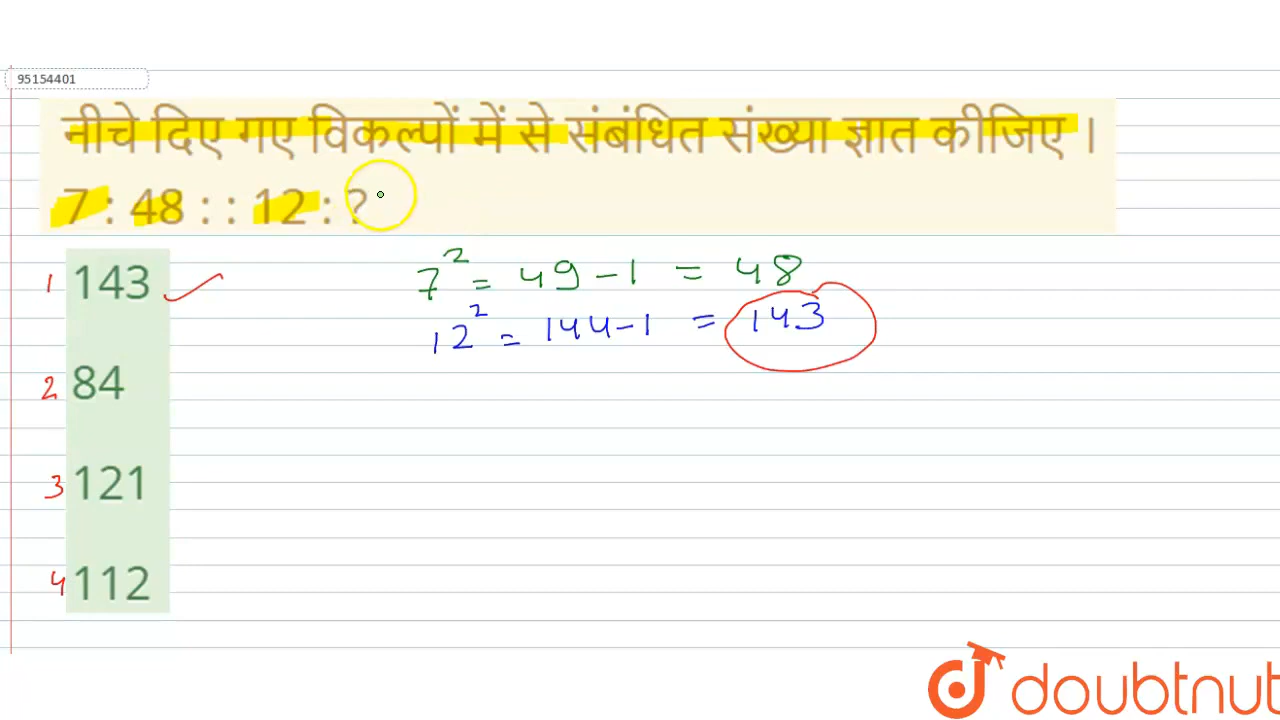 95154401
नीचे दिए गए विकल्पों में से संबंधित संख्या ज्ञात कीजिए ।
7 : 48 : : 12 : ?
1 143
7² = 49 - 1 = 48
12² = 144 - 1 = 143
2 84
3 121
4 112
doubtnut